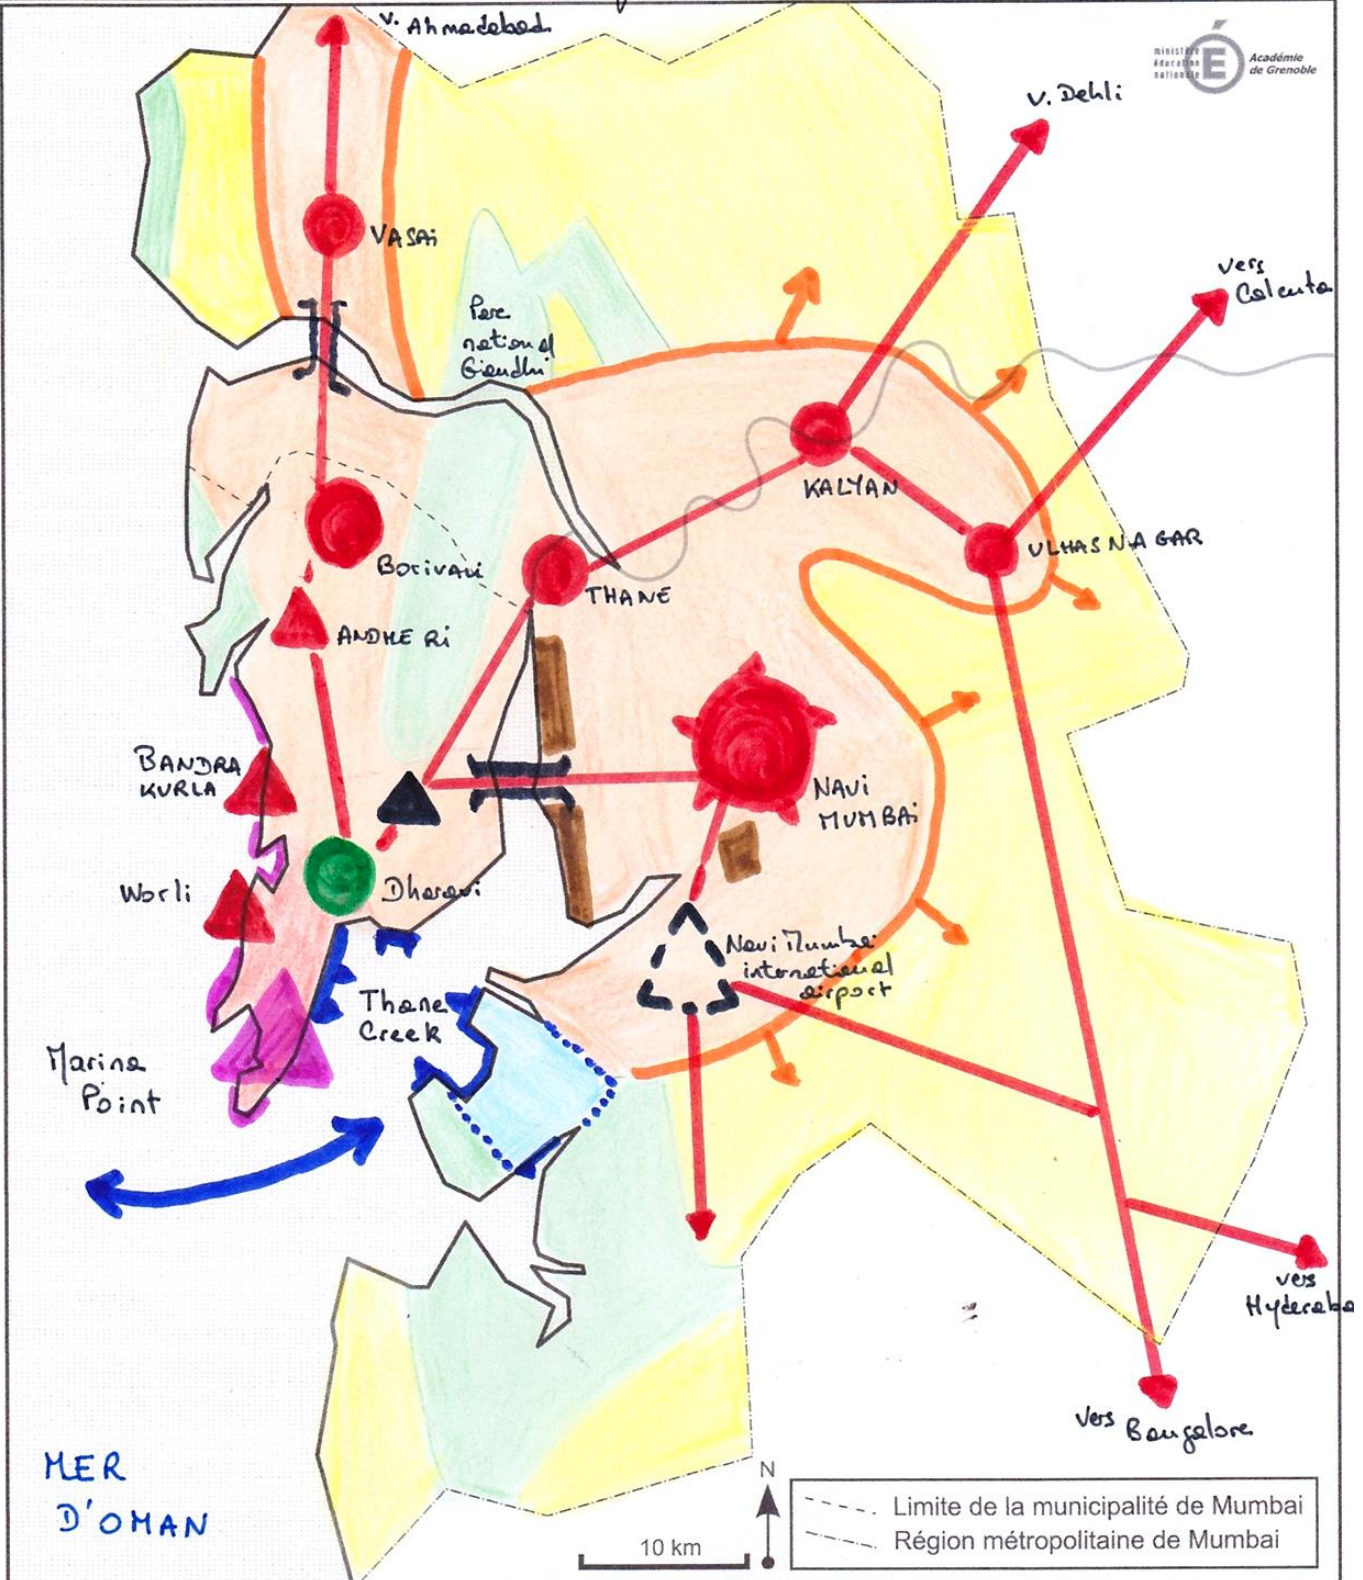 v. Ahmadebad
ministère
éducation
nationale
É
Académie
de Grenoble
v. Dehli
VASAi
vers
Calcuta
Parc
national
Gandhi
KALYAN
ULHASNAGAR
Borivali
THANE
ANDHERi
BANDRA
KURLA
NAVI
MUMBAi
Worli
Dharavi
Navi Mumbai
international
airport
Thane
Creek
Marina
Point
vers
Hyderaba
vers Bangalore
MER
D'OMAN
N
10 km
Limite de la municipalité de Mumbai
Région métropolitaine de Mumbai